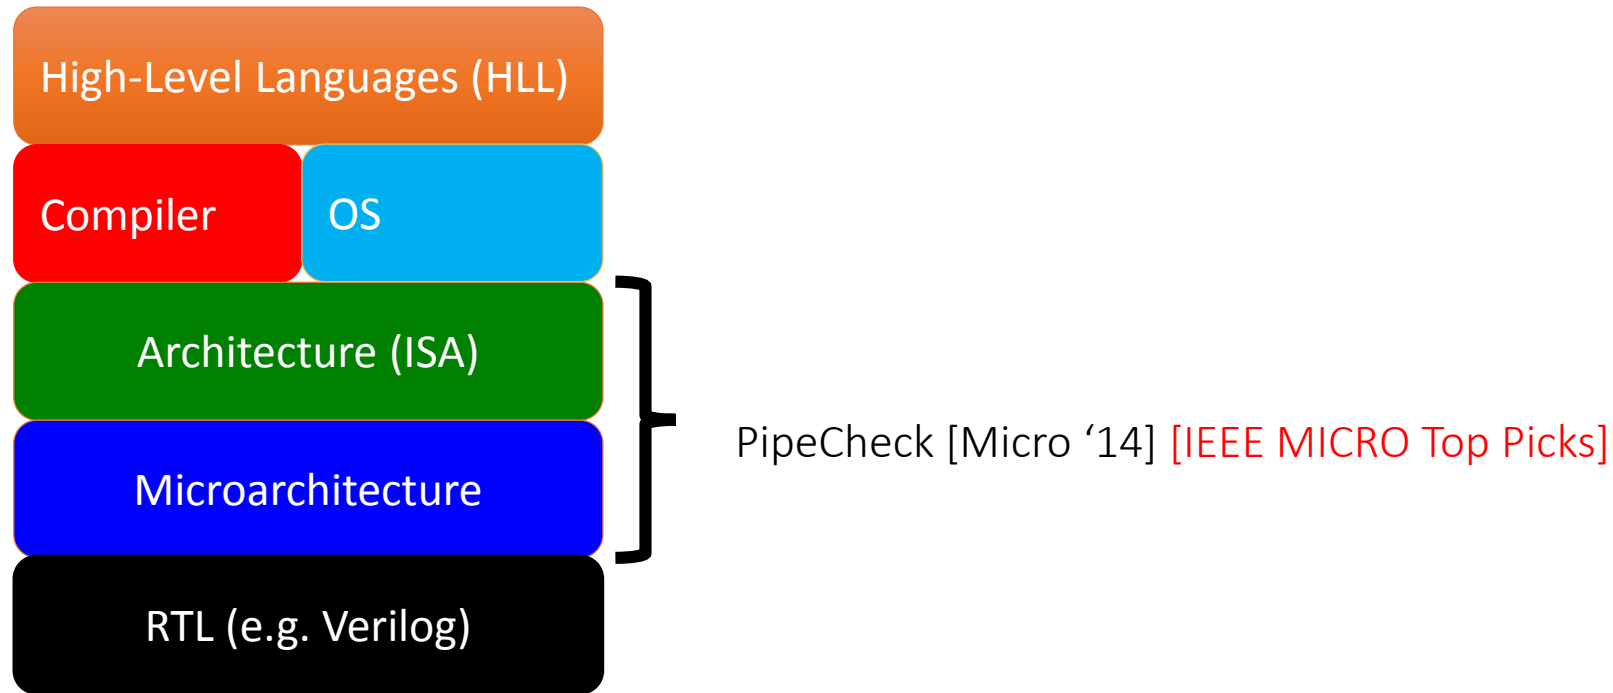 High-Level Languages (HLL)
Compiler
OS
Architecture (ISA)
PipeCheck [Micro ‘14] [IEEE MICRO Top Picks]
Microarchitecture
RTL (e.g. Verilog)